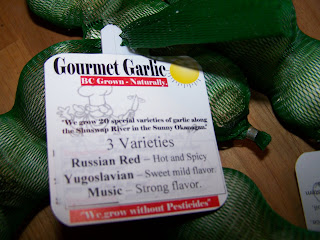 Gourmet Garlic
BC Grown - Naturally.
"We grow 20 special varieties of garlic along
the Shuswap River in the Sunny Okanagan."
3 Varieties
Russian Red – Hot and Spicy
Yugoslavian – Sweet mild flavor
Music – Strong flavor.
"We grow without Pesticides"